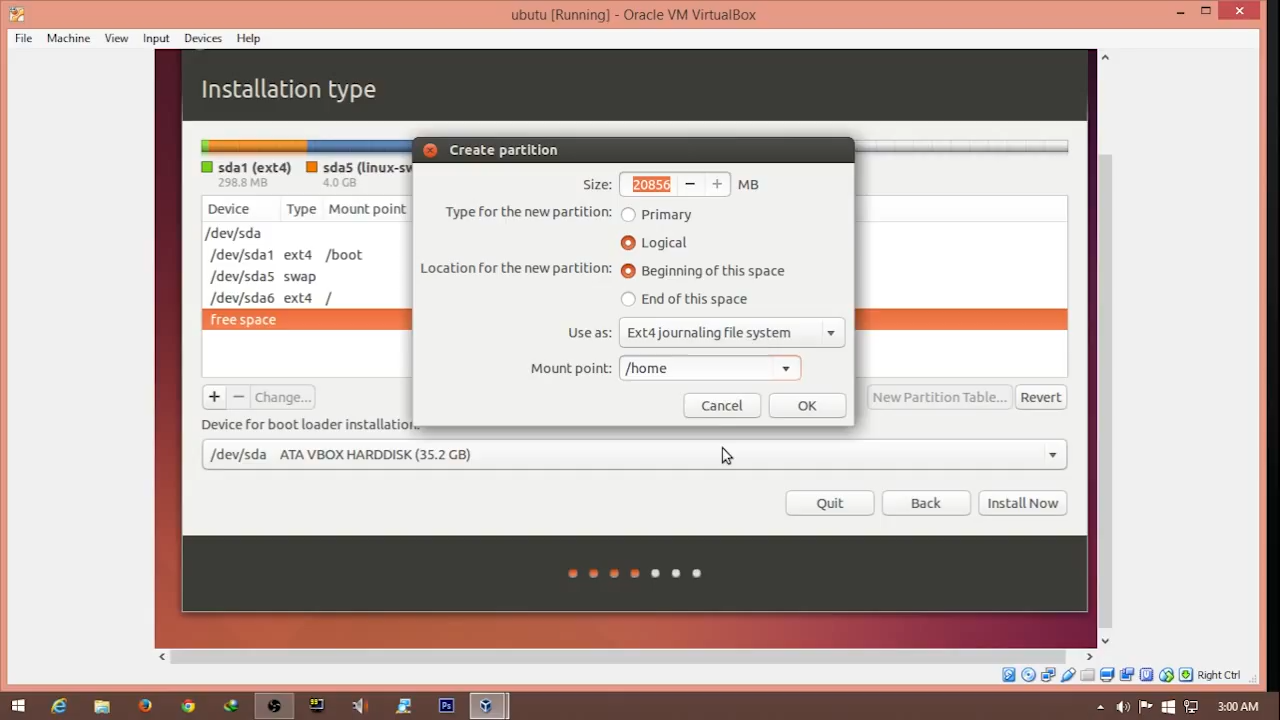 ubutu [Running] - Oracle VM VirtualBox
File Machine View Input Devices Help
Installation type
sda1 (ext4) sda5 (linux-sw
298.8 MB 4.0 GB
Device Type Mount point
/dev/sda
/dev/sda1 ext4 /boot
/dev/sda5 swap
/dev/sda6 ext4 /
free space
+ − Change...
New Partition Table... Revert
Create partition
Size: 20856 − + MB
Type for the new partition: Primary
Logical
Location for the new partition: Beginning of this space
End of this space
Use as: Ext4 journaling file system
Mount point: /home
Cancel OK
Device for boot loader installation:
/dev/sda ATA VBOX HARDDISK (35.2 GB)
Quit Back Install Now
Right Ctrl
Ps
3:00 AM